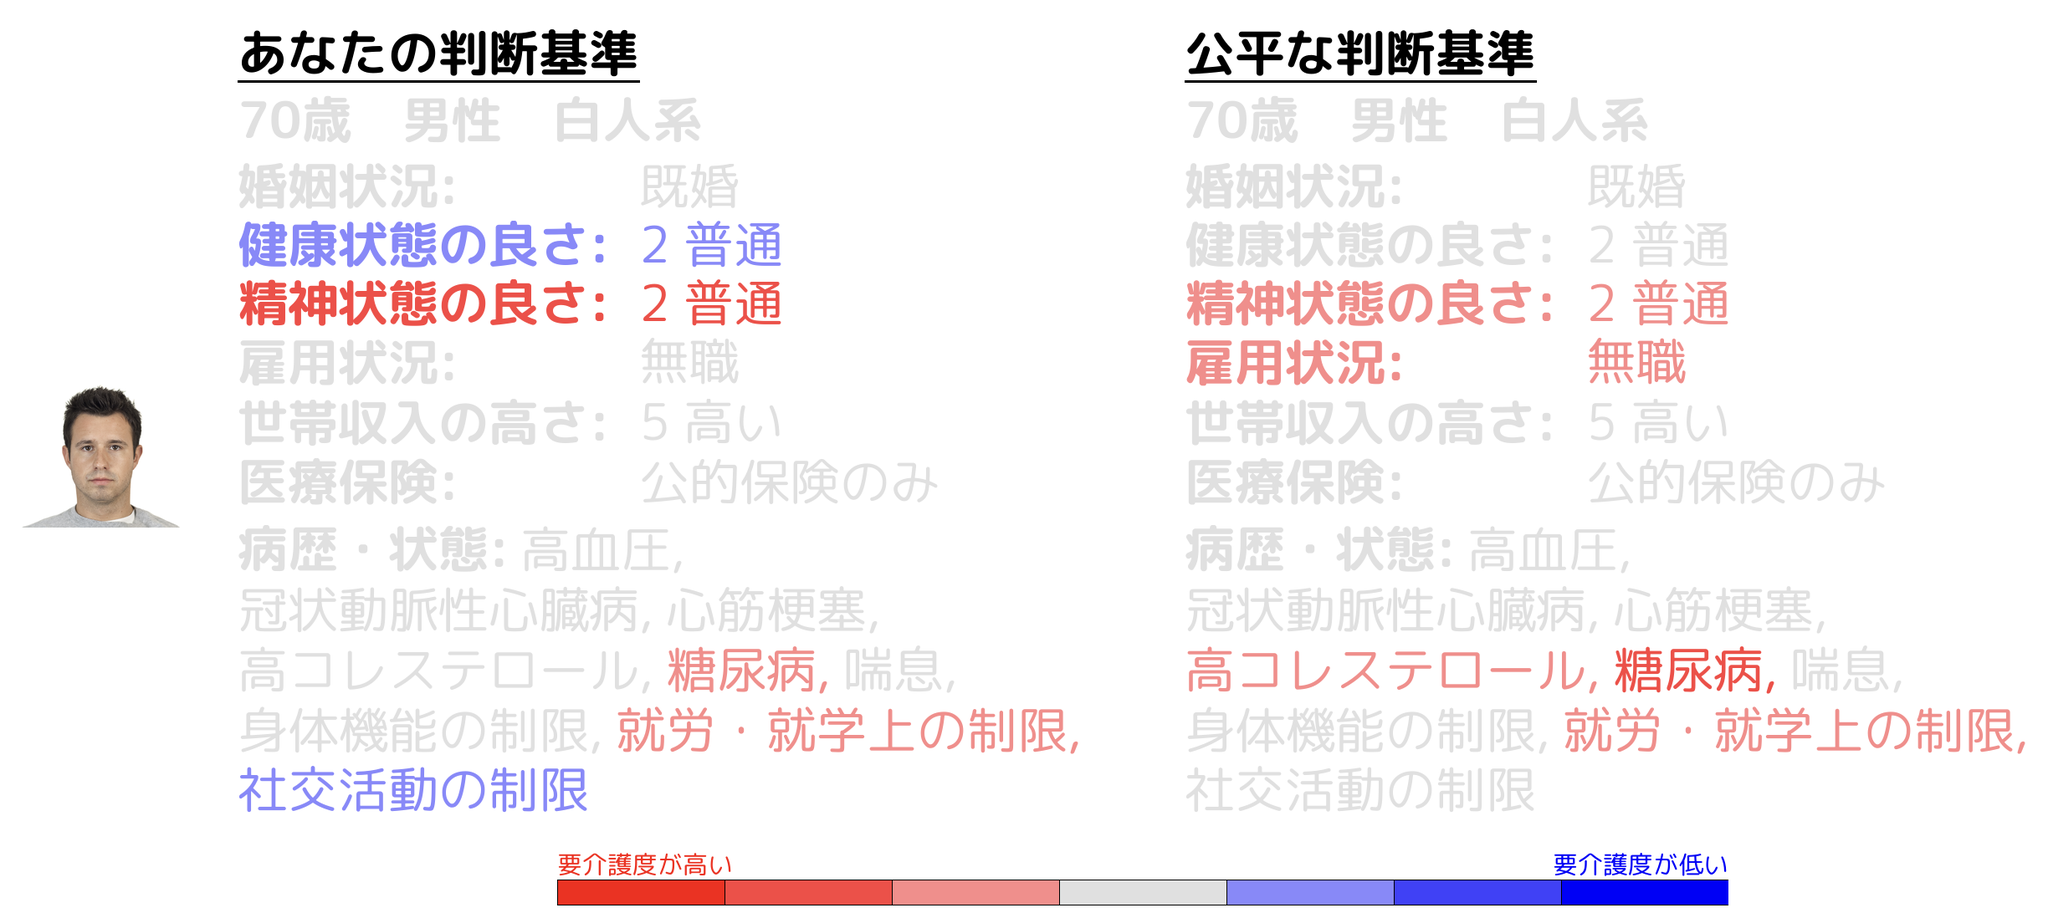 あなたの判断基準
70歳 男性 白人系
婚姻状況: 既婚
健康状態の良さ: 2 普通
精神状態の良さ: 2 普通
雇用状況: 無職
世帯収入の高さ: 5 高い
医療保険: 公的保険のみ
病歴・状態: 高血圧,
冠状動脈性心臓病, 心筋梗塞,
高コレステロール, 糖尿病, 喘息,
身体機能の制限, 就労・就学上の制限,
社交活動の制限
公平な判断基準
70歳 男性 白人系
婚姻状況: 既婚
健康状態の良さ: 2 普通
精神状態の良さ: 2 普通
雇用状況: 無職
世帯収入の高さ: 5 高い
医療保険: 公的保険のみ
病歴・状態: 高血圧,
冠状動脈性心臓病, 心筋梗塞,
高コレステロール, 糖尿病, 喘息,
身体機能の制限, 就労・就学上の制限,
社交活動の制限
要介護度が高い
要介護度が低い